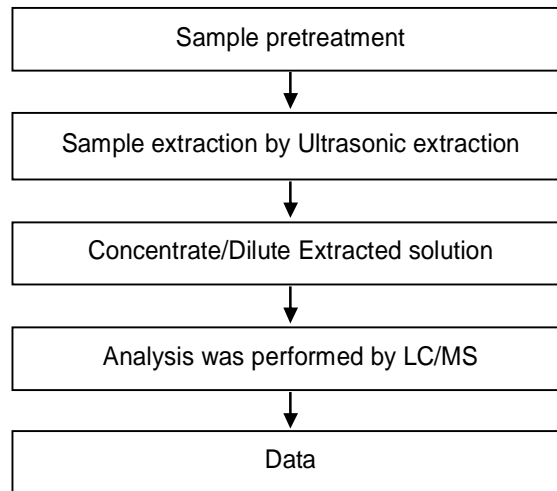 Sample pretreatment
Sample extraction by Ultrasonic extraction
Concentrate/Dilute Extracted solution
Analysis was performed by LC/MS
Data